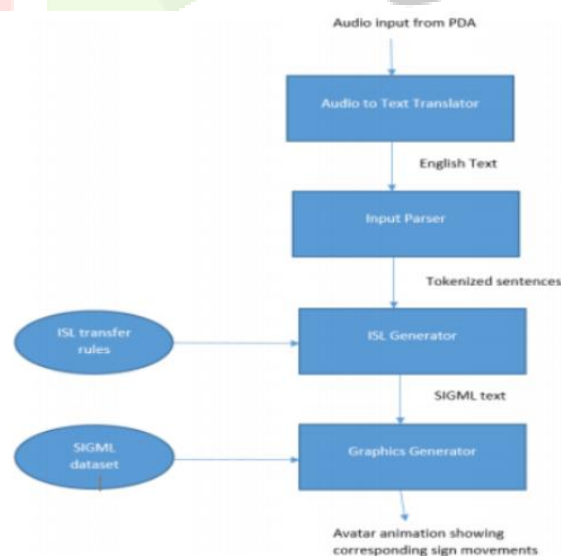 Audio input from PDA
Audio to Text Translator
English Text
Input Parser
Tokenized sentences
ISL transfer
rules
ISL Generator
SIGML text
SIGML
dataset
Graphics Generator
Avatar animation showing
corresponding sign movements